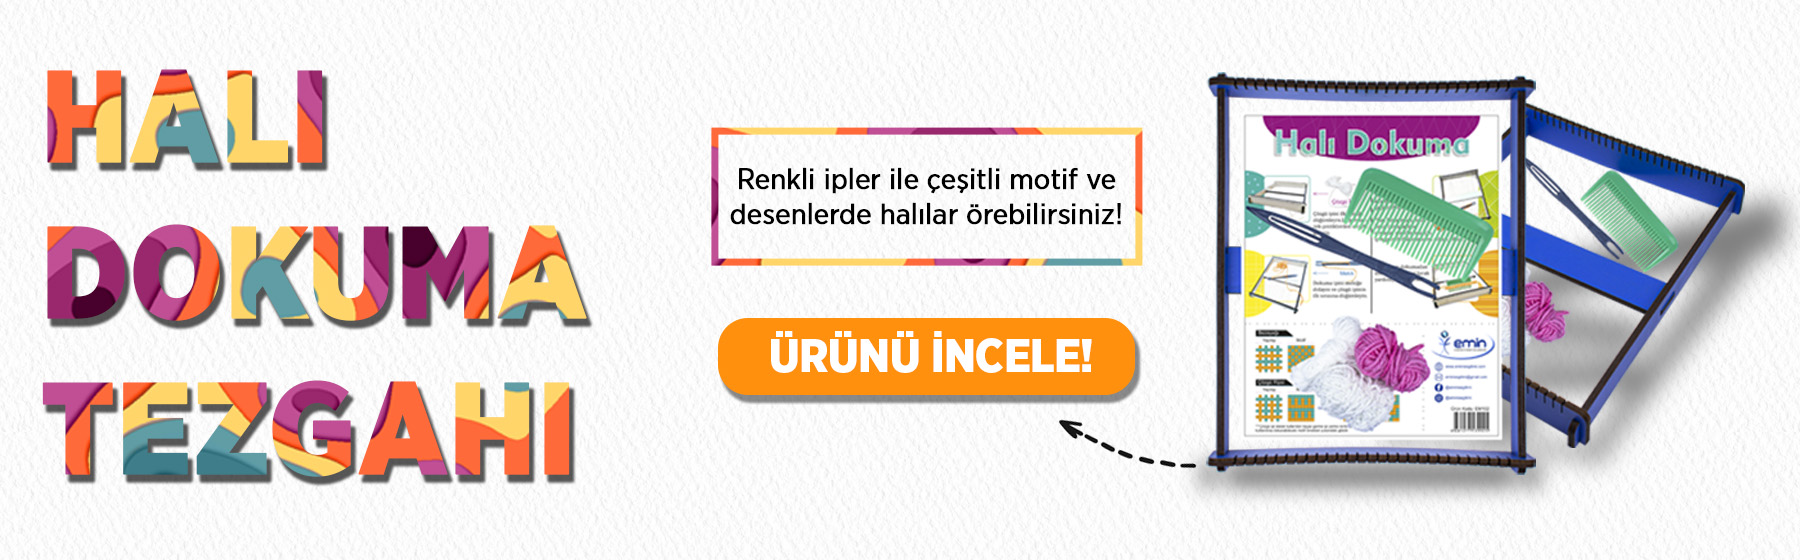 HALI
DOKUMA
TEZGAHI
Renkli ipler ile çeşitli motif ve
desenlerde halılar örebilirsiniz!
ÜRÜNÜ İNCELE!
Halı Dokuma
emin